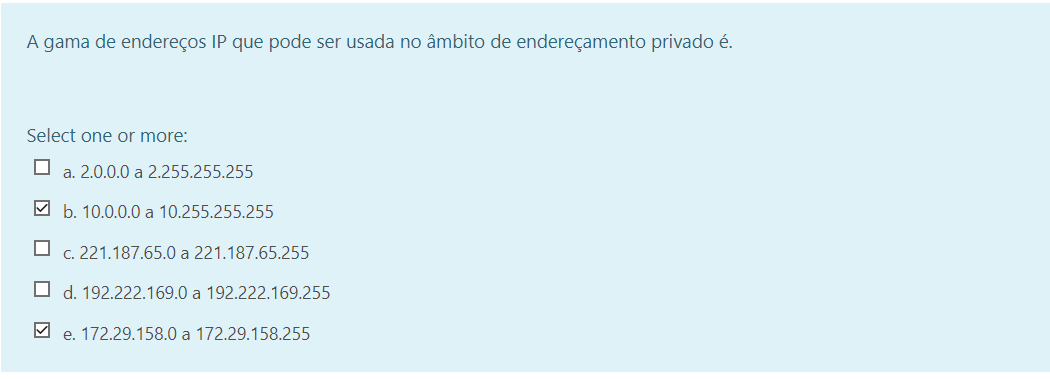 A gama de endereços IP que pode ser usada no âmbito de endereçamento privado é.
Select one or more:
a. 2.0.0.0 a 2.255.255.255
b. 10.0.0.0 a 10.255.255.255
c. 221.187.65.0 a 221.187.65.255
d. 192.222.169.0 a 192.222.169.255
e. 172.29.158.0 a 172.29.158.255